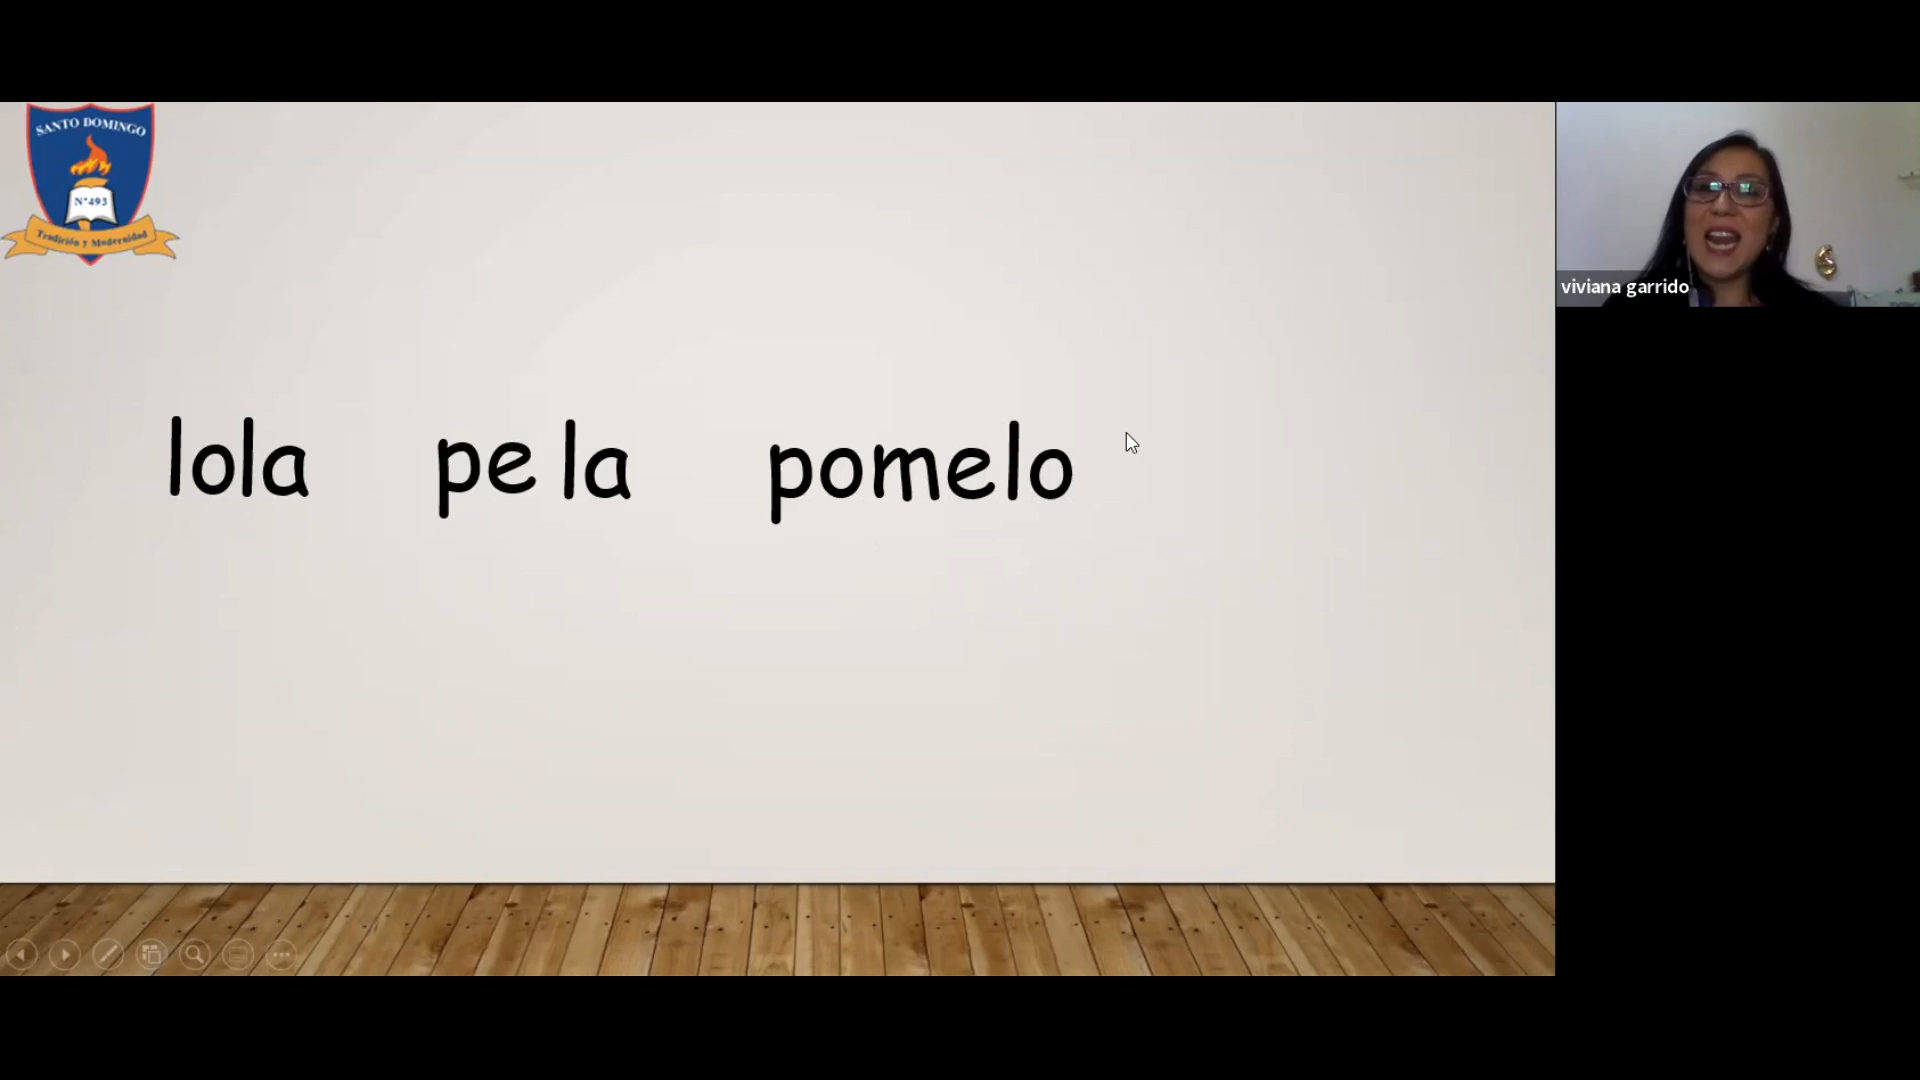 SANTO DOMINGO
N°493
Tradición y Modernidad
viviana garrido
lola pe la pomelo